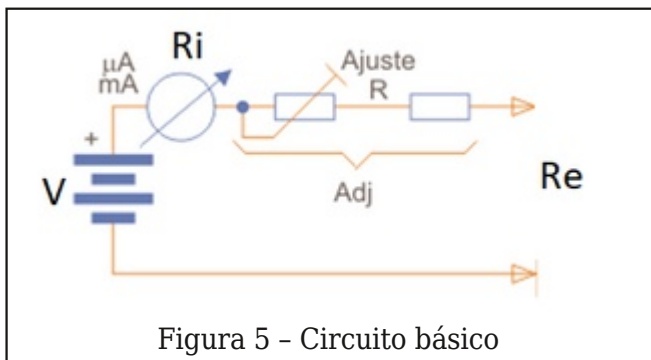 Ri
µA
mA
Ajuste
R
+
V
Adj
Re
Figura 5 – Circuito básico